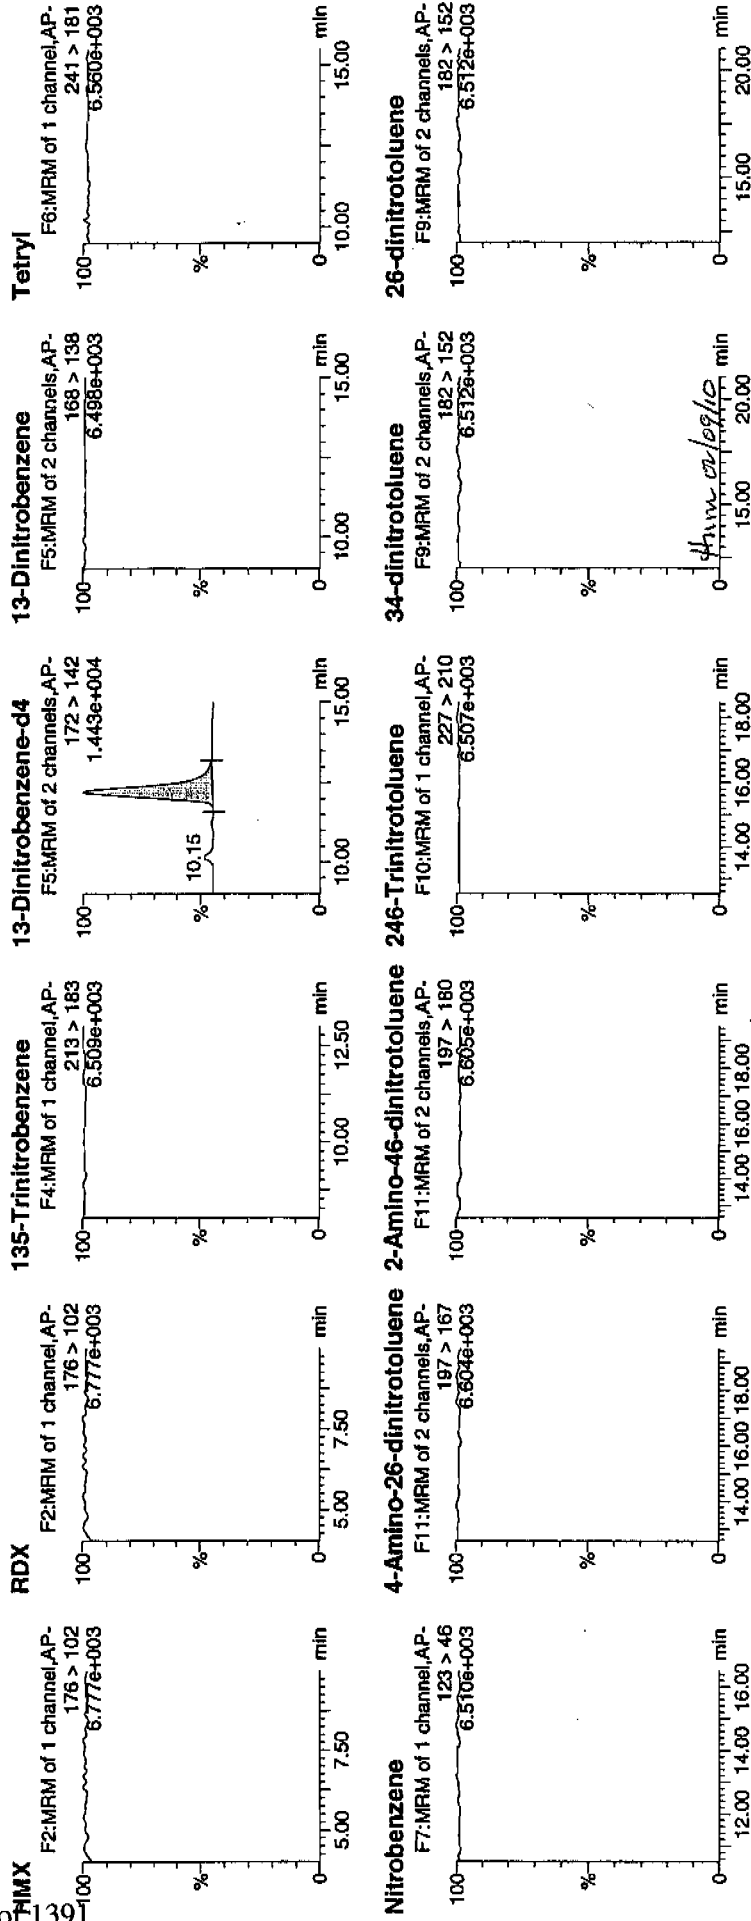 HMX
F2:MRM of 1 channel,AP-
176 > 102
6.777e+003
100
%
0
5.00 7.50 min
RDX
F2:MRM of 1 channel,AP-
176 > 102
6.777e+003
100
%
0
5.00 7.50 min
135-Trinitrobenzene
F4:MRM of 1 channel,AP-
213 > 183
6.509e+003
100
%
0
10.00 12.50 min
13-Dinitrobenzene-d4
F5:MRM of 2 channels,AP-
172 > 142
1.443e+004
100
%
10.15
0
10.00 15.00 min
13-Dinitrobenzene
F5:MRM of 2 channels,AP-
168 > 138
6.498e+003
100
%
0
10.00 15.00 min
Tetryl
F6:MRM of 1 channel,AP-
241 > 181
6.560e+003
100
%
0
10.00 15.00 min
Nitrobenzene
F7:MRM of 1 channel,AP-
123 > 46
6.510e+003
100
%
0
12.00 14.00 16.00 min
4-Amino-26-dinitrotoluene
F11:MRM of 2 channels,AP-
197 > 167
6.604e+003
100
%
0
14.00 16.00 18.00 min
2-Amino-46-dinitrotoluene
F11:MRM of 2 channels,AP-
197 > 180
6.605e+003
100
%
0
14.00 16.00 18.00 min
246-Trinitrotoluene
F10:MRM of 1 channel,AP-
227 > 210
6.507e+003
100
%
0
14.00 16.00 18.00 min
34-dinitrotoluene
F9:MRM of 2 channels,AP-
182 > 152
6.512e+003
100
%
02/09/10
0
15.00 20.00 min
26-dinitrotoluene
F9:MRM of 2 channels,AP-
182 > 152
6.512e+003
100
%
0
15.00 20.00 min
of 1391